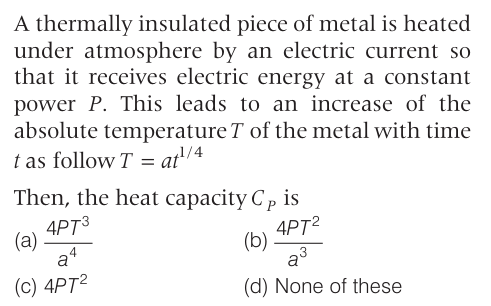 A thermally insulated piece of metal is heated
under atmosphere by an electric current so
that it receives electric energy at a constant
power P. This leads to an increase of the
absolute temperature T of the metal with time
t as follow T = at^{1/4}
Then, the heat capacity C_P is
(a) \frac{4PT^3}{a^4} (b) \frac{4PT^2}{a^3}
(c) 4PT^2 (d) None of these